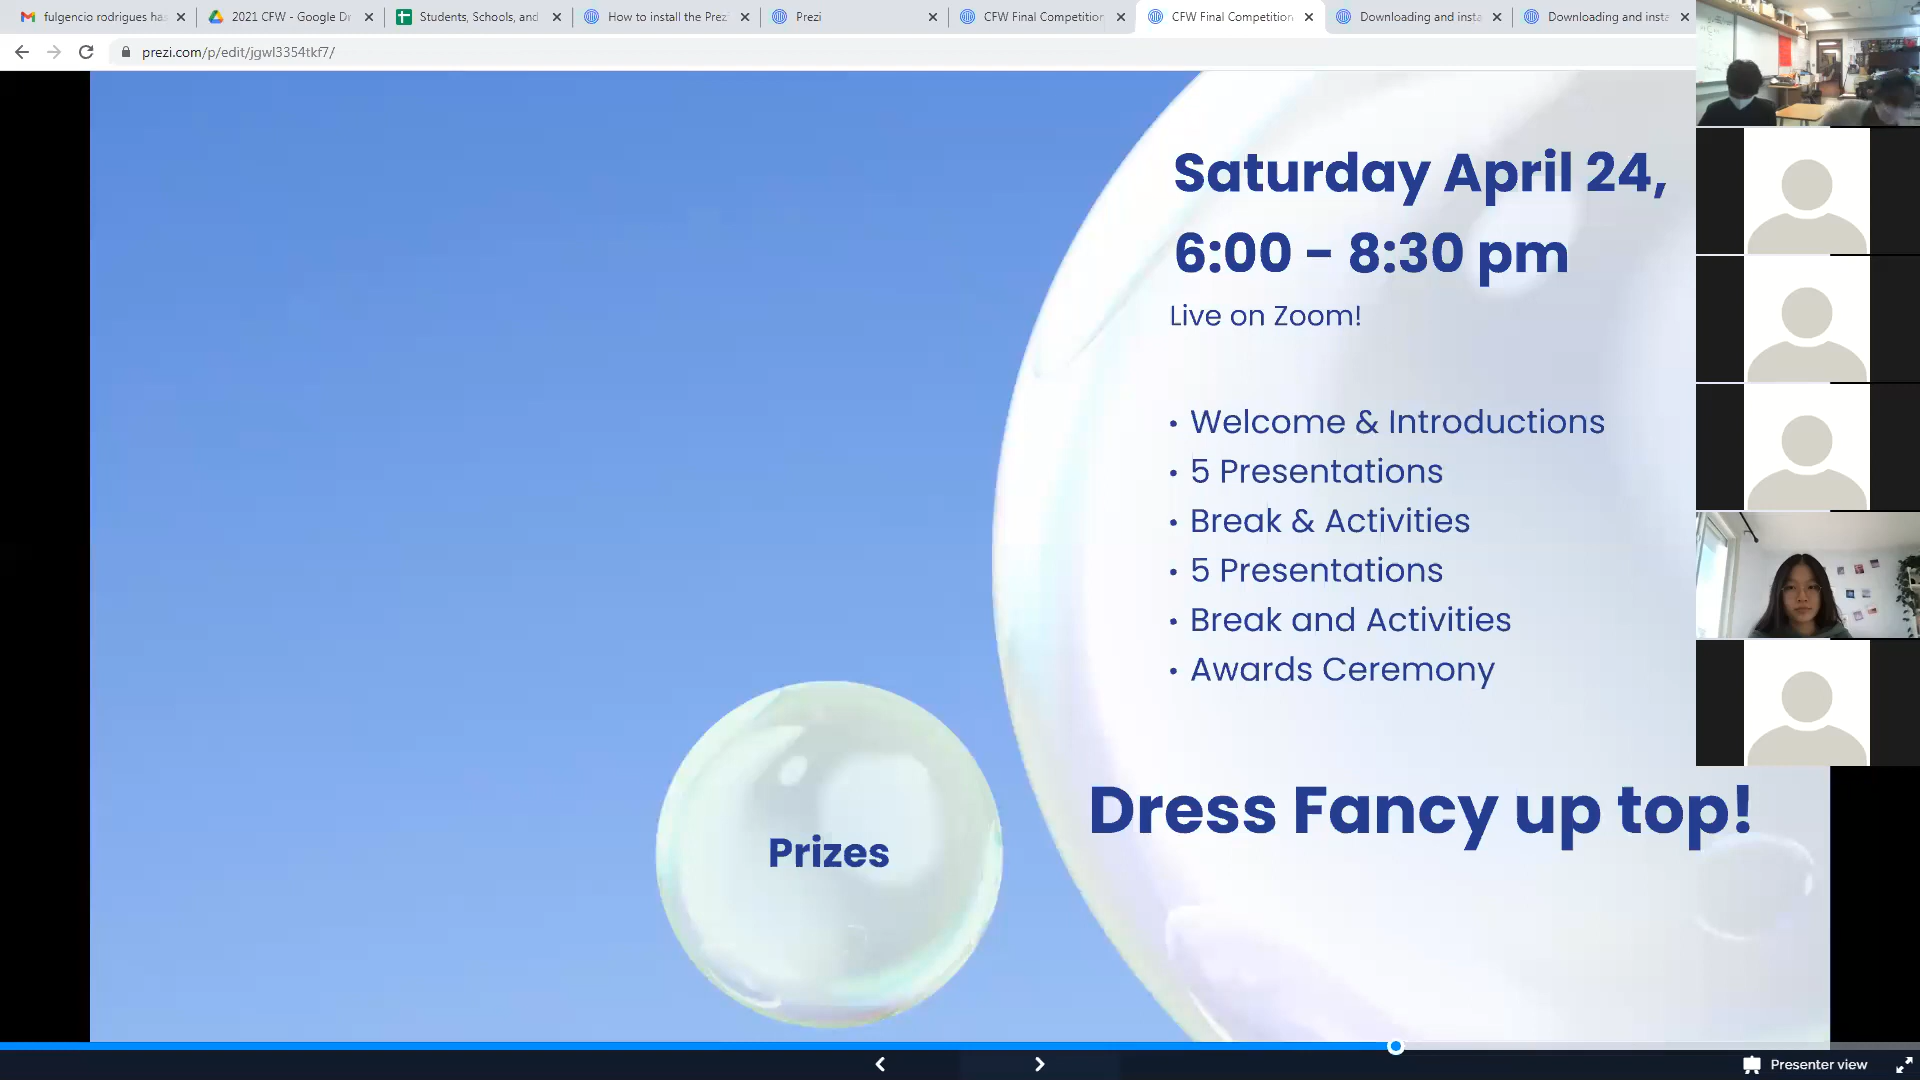 fulgencio rodrigues ha
2021 CFW - Google Dr
Students, Schools, and
How to install the Prez
Prezi
CFW Final Competition
CFW Final Competition
Downloading and insta
Downloading and insta
prezi.com/p/edit/jgwl3354tkf7/
Saturday April 24,
6:00 - 8:30 pm
Live on Zoom!
• Welcome & Introductions
• 5 Presentations
• Break & Activities
• 5 Presentations
• Break and Activities
• Awards Ceremony
Dress Fancy up top!
Prizes
Presenter view